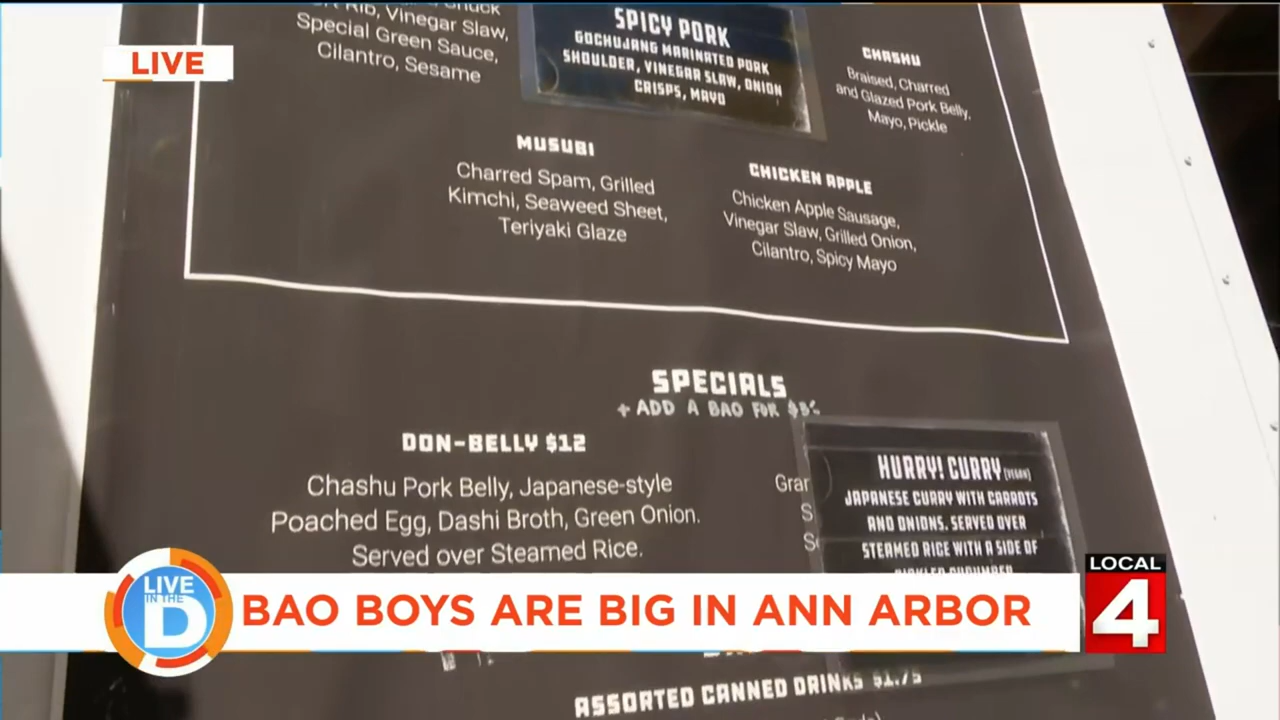 Rib, Vinegar Slaw,
Special Green Sauce,
Cilantro, Sesame
SPICY PORK
GOCHUJANG MARINATED PORK
SHOULDER, VINEGAR SLAW, ONION
CRISPS, MAYO
CHASHU
Braised, Charred
and Glazed Pork Belly,
Mayo, Pickle
LIVE
MUSUBI
Charred Spam, Grilled
Kimchi, Seaweed Sheet,
Teriyaki Glaze
CHICKEN APPLE
Chicken Apple Sausage,
Vinegar Slaw, Grilled Onion,
Cilantro, Spicy Mayo
SPECIALS
+ ADD A BAO FOR
DON-BELLY $12
Chashu Pork Belly, Japanese-style
Poached Egg, Dashi Broth, Green Onion.
Served over Steamed Rice.
HURRY! CURRY (VEGAN)
JAPANESE CURRY WITH CARROTS
AND ONIONS. SERVED OVER
STEAMED RICE WITH A SIDE OF
LIVE
IN THE
D
BAO BOYS ARE BIG IN ANN ARBOR
LOCAL
4
ASSORTED CANNED DRINKS $1.75